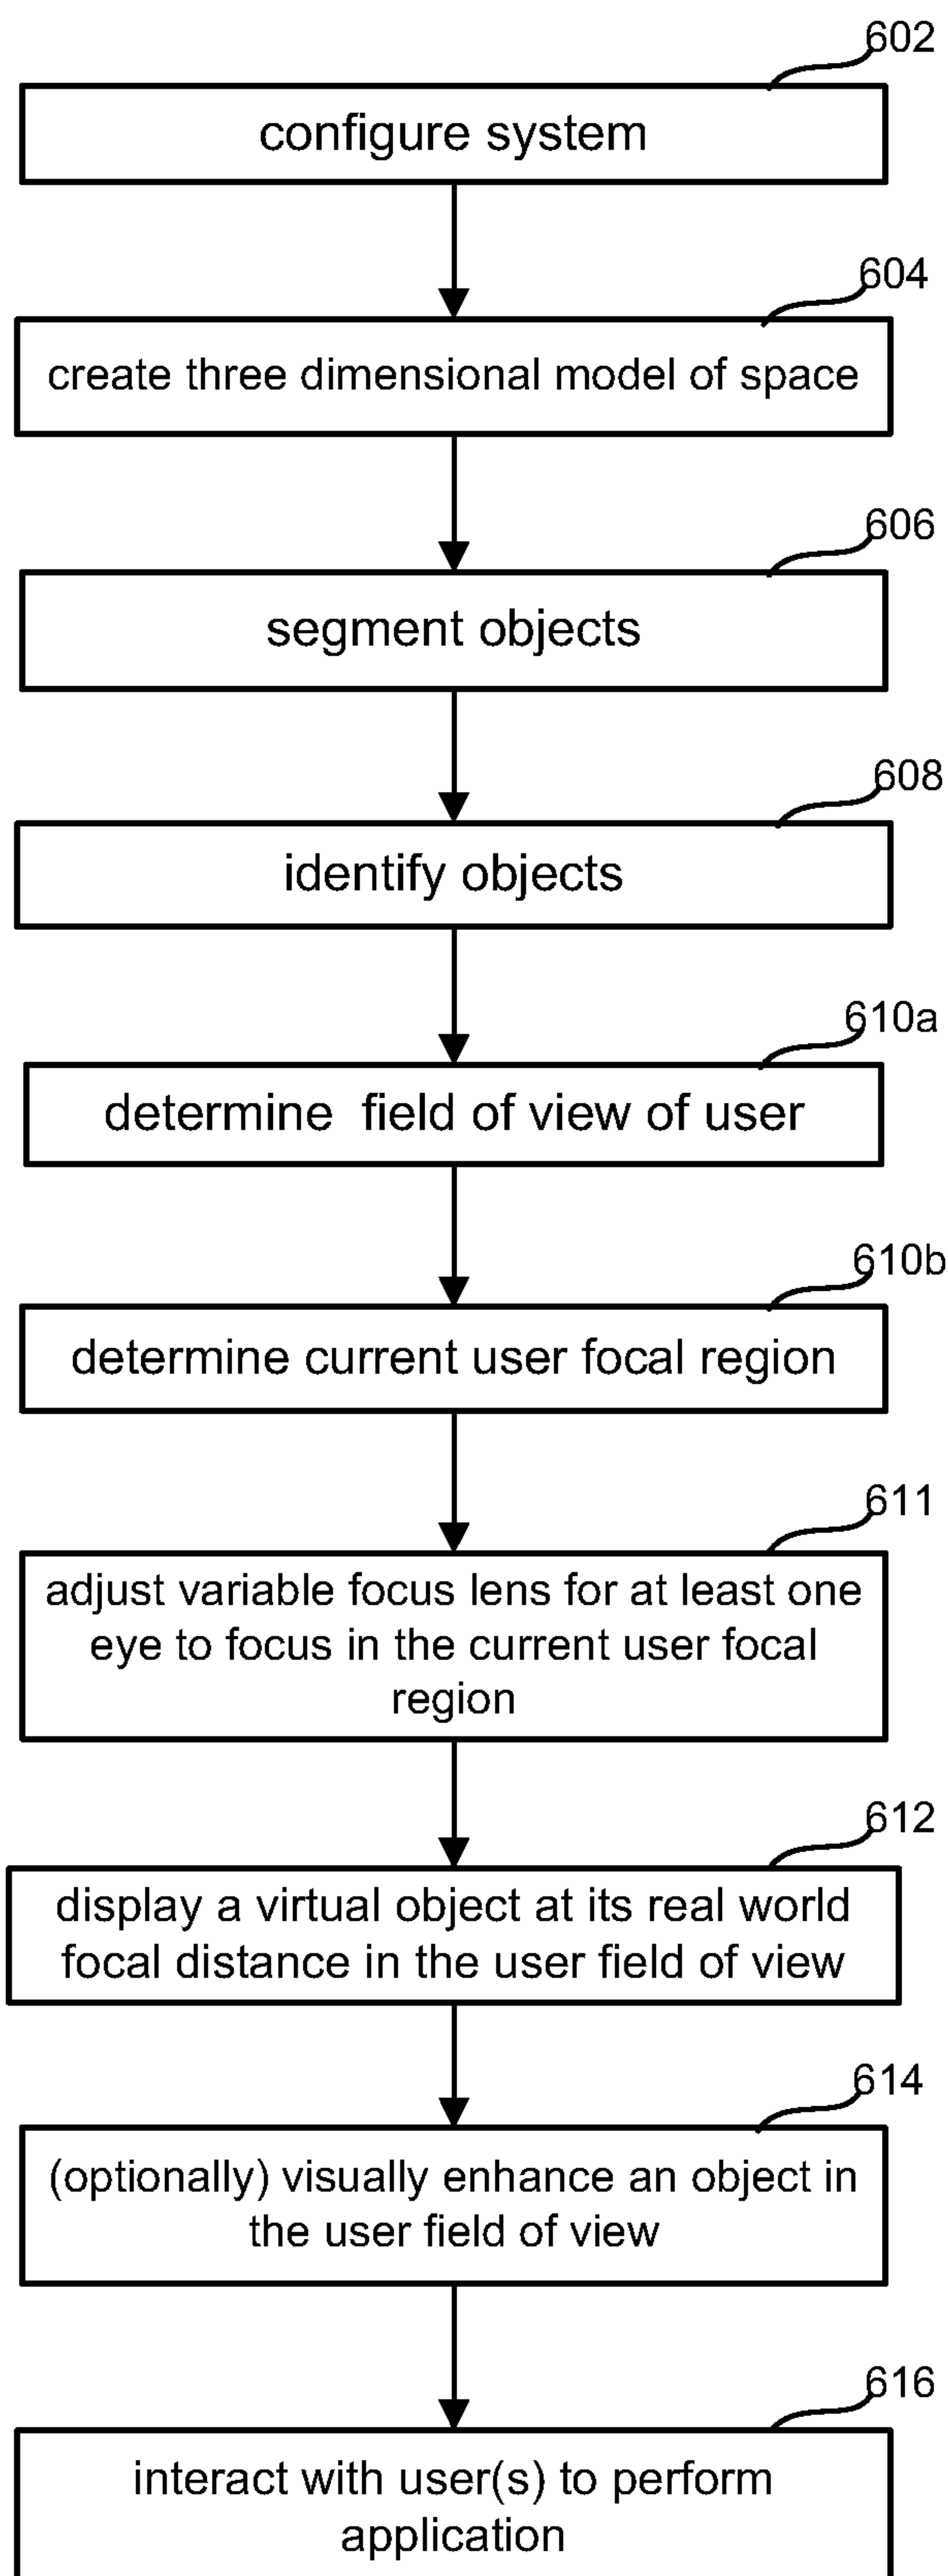 602
configure system
604
create three dimensional model of space
606
segment objects
608
identify objects
610a
determine field of view of user
610b
determine current user focal region
611
adjust variable focus lens for at least one
eye to focus in the current user focal
region
612
display a virtual object at its real world
focal distance in the user field of view
614
(optionally) visually enhance an object in
the user field of view
616
interact with user(s) to perform
application